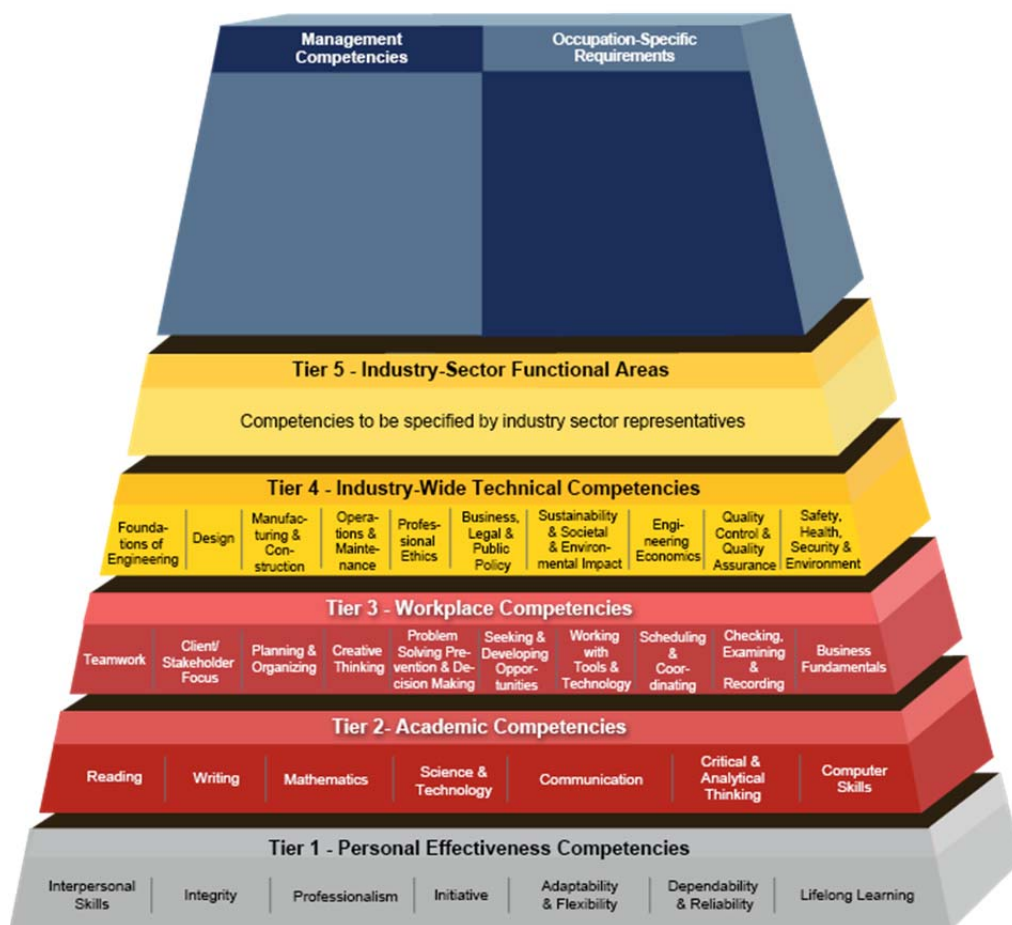 Management
Competencies
Occupation-Specific
Requirements
Tier 5 - Industry-Sector Functional Areas
Competencies to be specified by industry sector representatives
Tier 4 - Industry-Wide Technical Competencies
Founda-
tions of
Engineering
Design
Manufac-
turing &
Con-
struction
Opera-
tions &
Mainte-
nance
Profes-
sional
Ethics
Business,
Legal &
Public
Policy
Sustainability
& Societal
& Environ-
mental Impact
Engi-
neering
Economics
Quality
Control &
Quality
Assurance
Safety,
Health,
Security &
Environment
Tier 3 - Workplace Competencies
Teamwork
Client/
Stakeholder
Focus
Planning &
Organizing
Creative
Thinking
Problem
Solving Pre-
vention & De-
cision Making
Seeking &
Developing
Oppor-
tunities
Working
with
Tools &
Technology
Scheduling
&
Coor-
dinating
Checking,
Examining
&
Recording
Business
Fundamentals
Tier 2- Academic Competencies
Reading
Writing
Mathematics
Science &
Technology
Communication
Critical &
Analytical
Thinking
Computer
Skills
Tier 1 - Personal Effectiveness Competencies
Interpersonal
Skills
Integrity
Professionalism
Initiative
Adaptability
& Flexibility
Dependability
& Reliability
Lifelong Learning